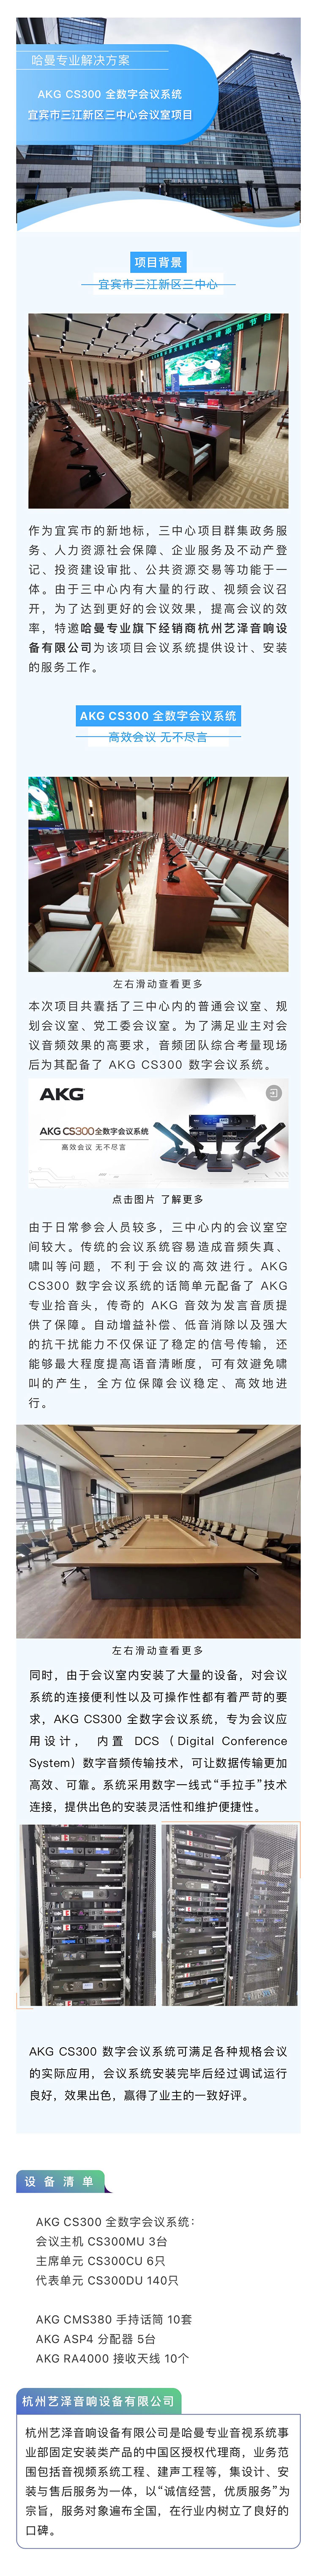 哈曼专业解决方案
AKG CS300 全数字会议系统
宜宾市三江新区三中心会议室项目
项目背景
宜宾市三江新区三中心
作为宜宾市的新地标，三中心项目群集政务服
务、人力资源社会保障、企业服务及不动产登
记、投资建设审批、公共资源交易等功能于一
体。由于三中心内有大量的行政、视频会议召
开，为了达到更好的会议效果，提高会议的效
率，特邀哈曼专业旗下经销商杭州艺泽音响设
备有限公司为该项目会议系统提供设计、安装
的服务工作。
AKG CS300 全数字会议系统
高效会议 无不尽言
左右滑动查看更多
本次项目共囊括了三中心内的普通会议室、规
划会议室、党工委会议室。为了满足业主对会
议音频效果的高要求，音频团队综合考量现场
后为其配备了 AKG CS300 数字会议系统。
AKG
AKG CS300全数字会议系统
高效会议 无不尽言
点击图片 了解更多
由于日常参会人员较多，三中心内的会议室空
间较大。传统的会议系统容易造成音频失真、
啸叫等问题，不利于会议的高效进行。AKG
CS300 数字会议系统的话筒单元配备了 AKG
专业拾音头，传奇的 AKG 音效为发言音质提
供了保障。自动增益补偿、低音消除以及强大
的抗干扰能力不仅保证了稳定的信号传输，还
能够最大程度提高语音清晰度，可有效避免啸
叫的产生，全方位保障会议稳定、高效地进
行。
左右滑动查看更多
同时，由于会议室内安装了大量的设备，对会议
系统的连接便利性以及可操作性都有着严苛的要
求，AKG CS300 全数字会议系统，专为会议应
用设计， 内置 DCS（Digital Conference
System）数字音频传输技术，可让数据传输更加
高效、可靠。系统采用数字一线式“手拉手”技术
连接，提供出色的安装灵活性和维护便捷性。
AKG CS300 数字会议系统可满足各种规格会议
的实际应用，会议系统安装完毕后经过调试运行
良好，效果出色，赢得了业主的一致好评。
设备清单
AKG CS300 全数字会议系统：
会议主机 CS300MU 3台
主席单元 CS300CU 6只
代表单元 CS300DU 140只
AKG CMS380 手持话筒 10套
AKG ASP4 分配器 5台
AKG RA4000 接收天线 10个
杭州艺泽音响设备有限公司
杭州艺泽音响设备有限公司是哈曼专业音视系统事
业部固定安装类产品的中国区授权代理商，业务范
围包括音视频系统工程、建声工程等，集设计、安
装与售后服务为一体，以“诚信经营，优质服务”为
宗旨，服务对象遍布全国，在行业内树立了良好的
口碑。